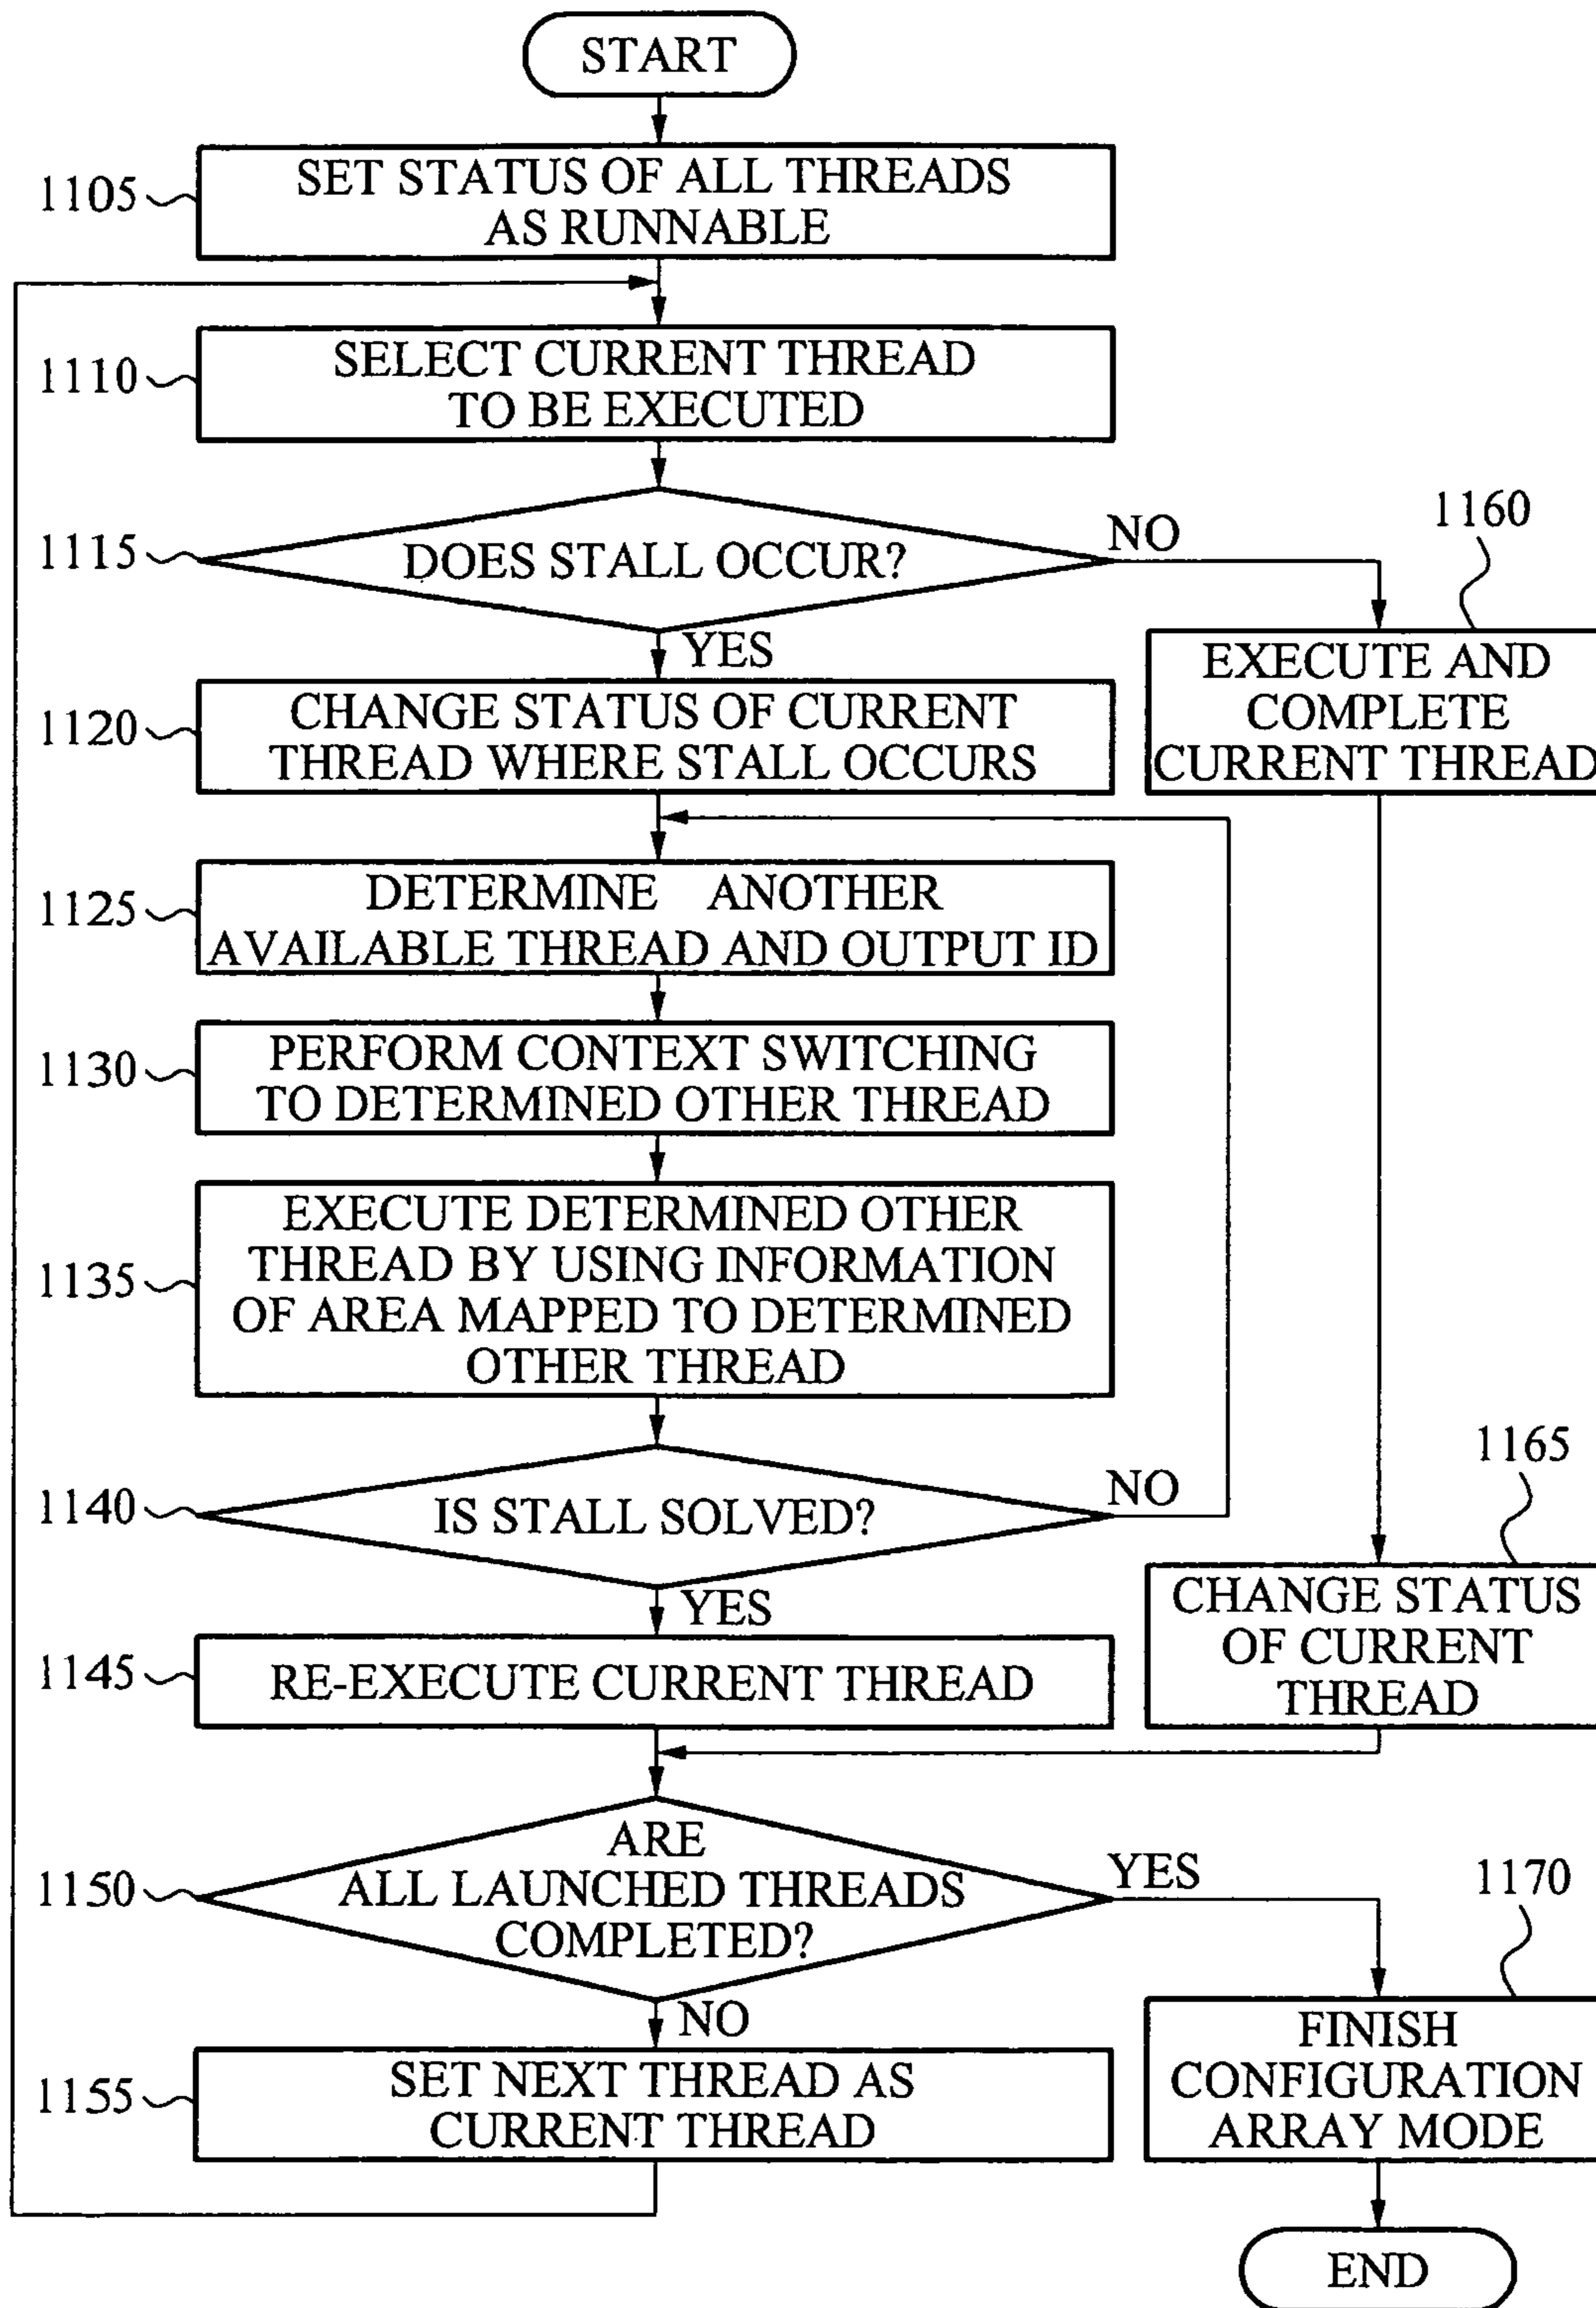 START
1105
SET STATUS OF ALL THREADS
AS RUNNABLE
1110
SELECT CURRENT THREAD
TO BE EXECUTED
1115
DOES STALL OCCUR?
NO
YES
1160
EXECUTE AND
COMPLETE
CURRENT THREAD
1120
CHANGE STATUS OF CURRENT
THREAD WHERE STALL OCCURS
1125
DETERMINE ANOTHER
AVAILABLE THREAD AND OUTPUT ID
1130
PERFORM CONTEXT SWITCHING
TO DETERMINED OTHER THREAD
1135
EXECUTE DETERMINED OTHER
THREAD BY USING INFORMATION
OF AREA MAPPED TO DETERMINED
OTHER THREAD
1140
IS STALL SOLVED?
NO
YES
1165
CHANGE STATUS
OF CURRENT
THREAD
1145
RE-EXECUTE CURRENT THREAD
1150
ARE
ALL LAUNCHED THREADS
COMPLETED?
YES
NO
1170
FINISH
CONFIGURATION
ARRAY MODE
1155
SET NEXT THREAD AS
CURRENT THREAD
END